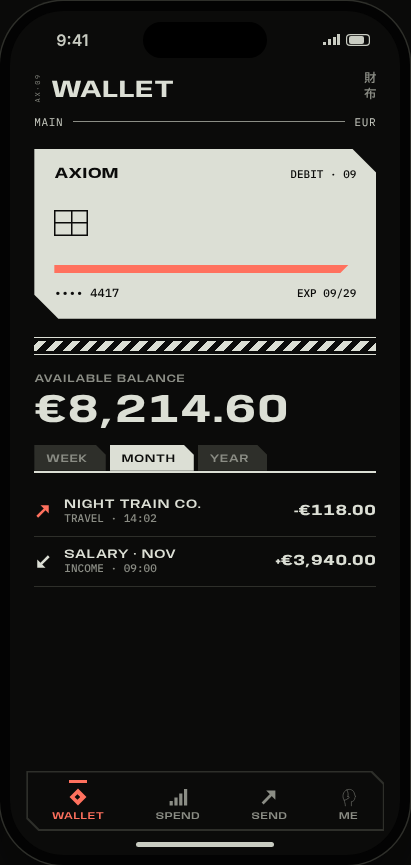 9:41
AX·09
WALLET
財布
MAIN
EUR
AXIOM
DEBIT · 09
•••• 4417
EXP 09/29
AVAILABLE BALANCE
€8,214.60
WEEK
MONTH
YEAR
NIGHT TRAIN CO.
-€118.00
TRAVEL · 14:02
SALARY · NOV
+€3,940.00
INCOME · 09:00
WALLET
SPEND
SEND
ME